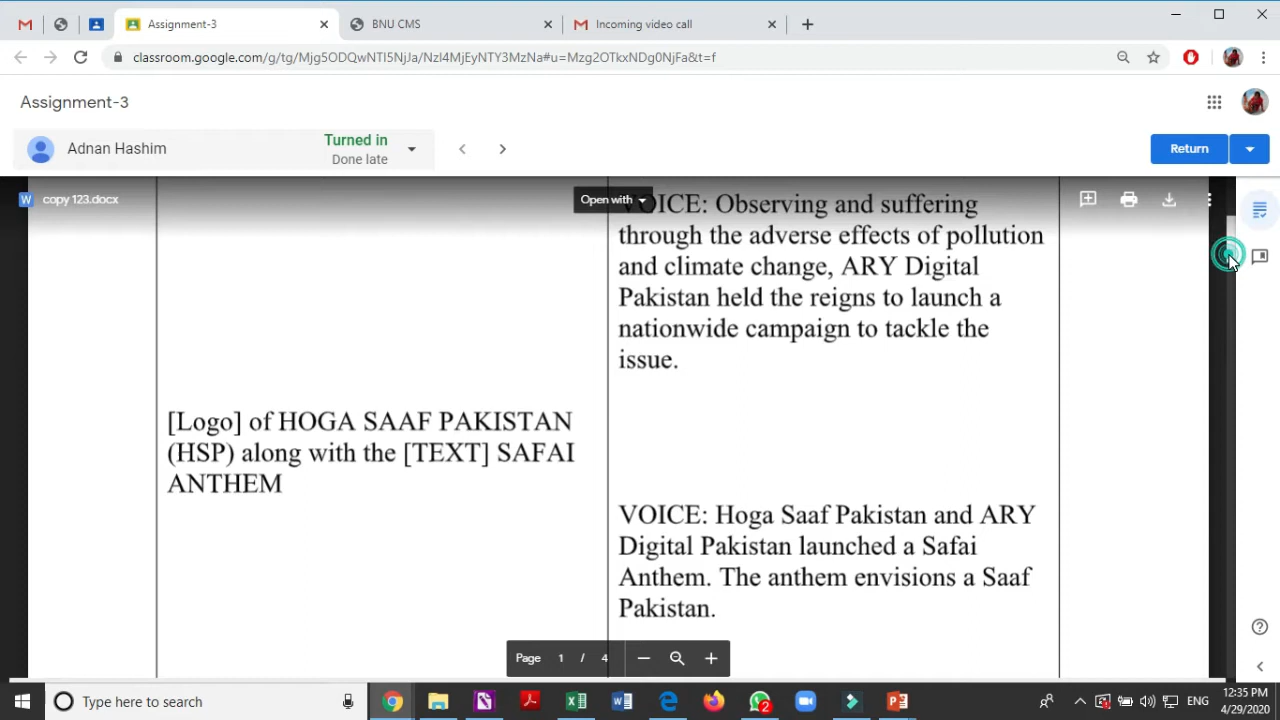 Assignment-3
BNU CMS
Incoming video call
classroom.google.com/g/tg/Mjg5ODQwNTI5NjJa/NzI4MjEyNTY3MzNa#u=Mzg2OTkxNDg0NjFa&t=f
Assignment-3
Adnan Hashim
Turned in
Done late
Return
W copy 123.docx
Open with
VOICE: Observing and suffering
through the adverse effects of pollution
and climate change, ARY Digital
Pakistan held the reigns to launch a
nationwide campaign to tackle the
issue.
[Logo] of HOGA SAAF PAKISTAN
(HSP) along with the [TEXT] SAFAI
ANTHEM
VOICE: Hoga Saaf Pakistan and ARY
Digital Pakistan launched a Safai
Anthem. The anthem envisions a Saaf
Pakistan.
Page 1 / 4
Type here to search
2
ENG
12:35 PM
4/29/2020